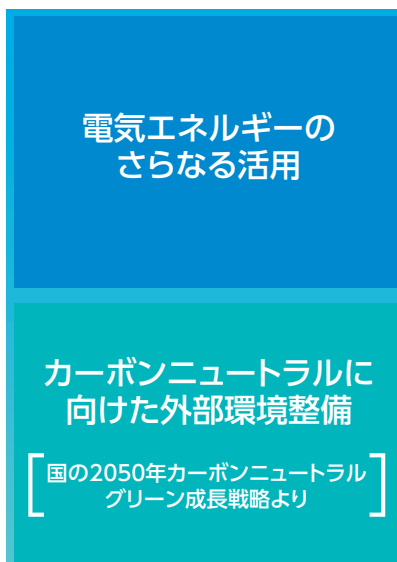 電気エネルギーの
さらなる活用
カーボンニュートラルに
向けた外部環境整備
国の2050年カーボンニュートラル
グリーン成長戦略より